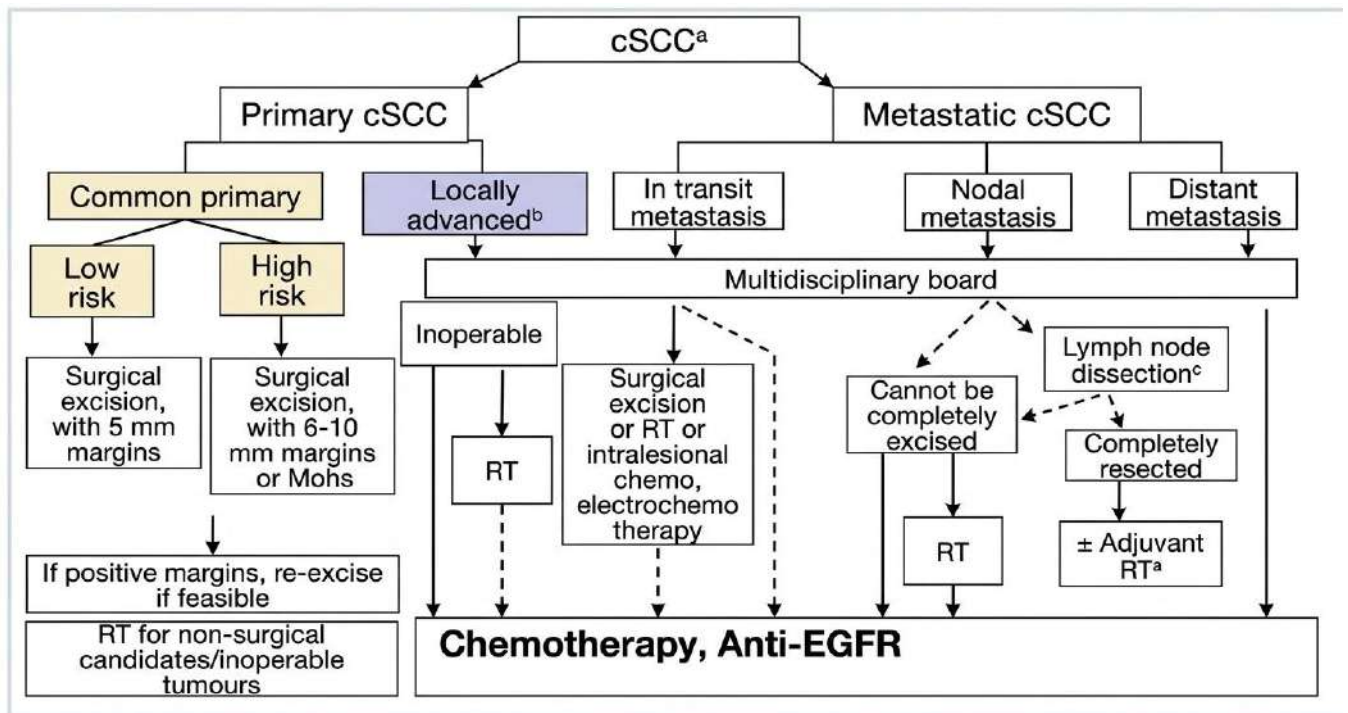 cSCCᵃ
Primary cSCC
Metastatic cSCC
Common primary
Locally
advancedᵇ
In transit
metastasis
Nodal
metastasis
Distant
metastasis
Low
risk
High
risk
Multidisciplinary board
Inoperable
Lymph node
dissectionᶜ
Surgical
excision,
with 5 mm
margins
Surgical
excision,
with 6-10
mm margins
or Mohs
RT
Surgical
excision
or RT or
intralesional
chemo,
electrochemo
therapy
Cannot be
completely
excised
Completely
resected
RT
± Adjuvant
RTᵃ
If positive margins, re-excise
if feasible
RT for non-surgical
candidates/inoperable
tumours
Chemotherapy, Anti-EGFR